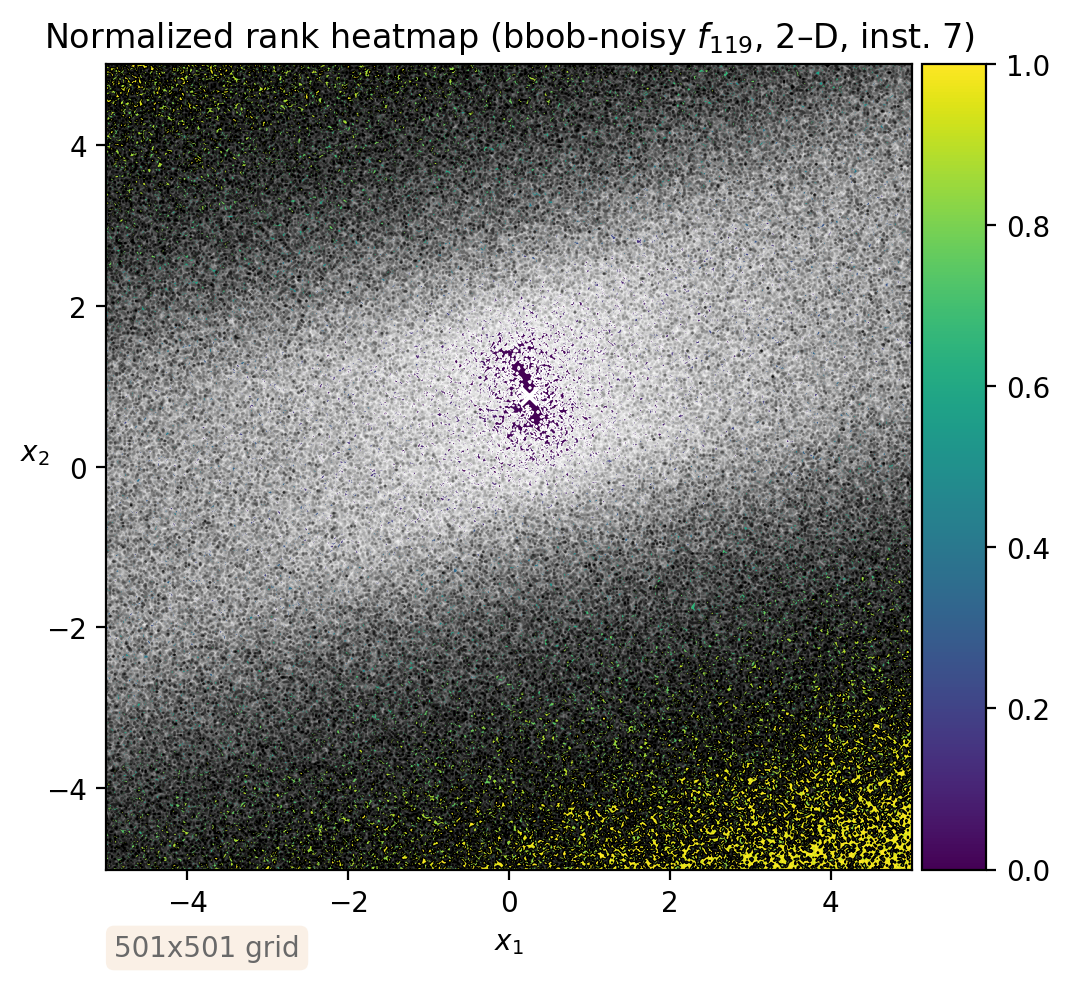 Normalized rank heatmap (bbob-noisy f₁₁₉, 2–D, inst. 7)
1.0
0.8
0.6
0.4
0.2
0.0
4
2
0
−2
−4
x₂
−4 −2 0 2 4
x₁
501x501 grid